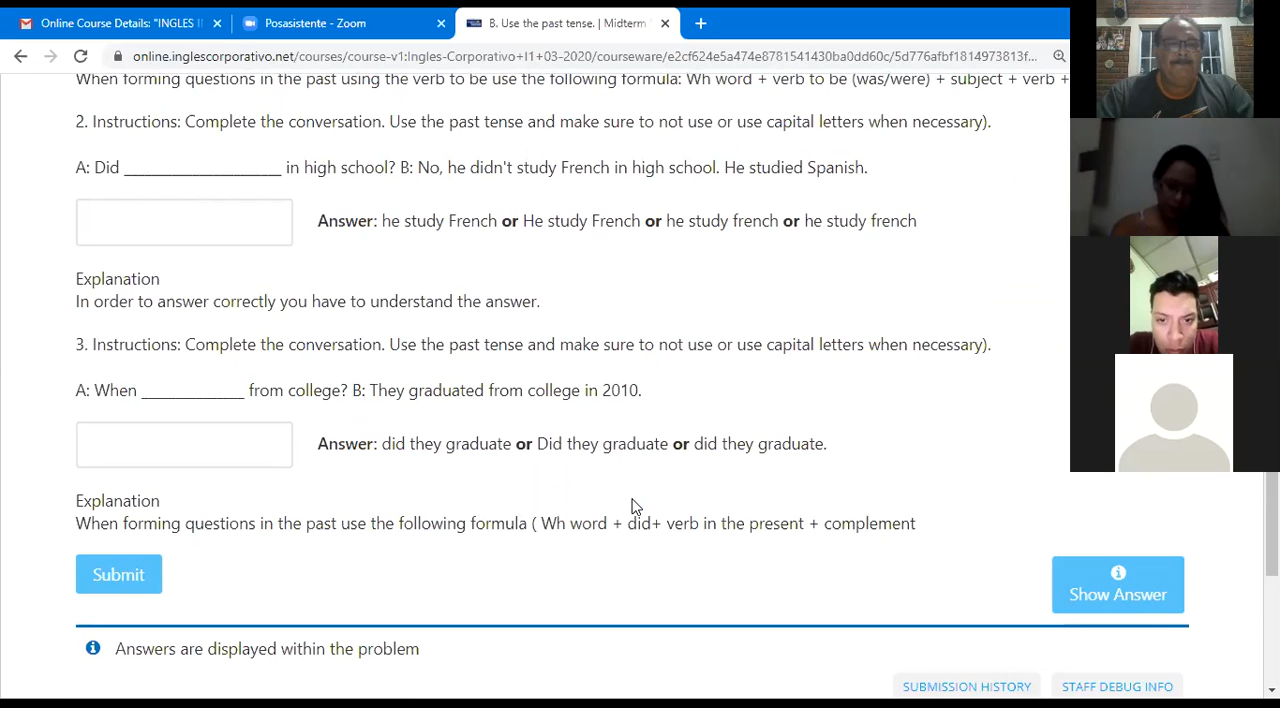 Online Course Details: "INGLES I
Posasistente - Zoom
B. Use the past tense. | Midterm
online.inglescorporativo.net/courses/course-v1:Ingles-Corporativo+I1+03-2020/courseware/e2cf624e5a474e8781541430ba0dd60c/5d776afbf1814973813f...
When forming questions in the past using the verb to be use the following formula: Wh word + verb to be (was/were) + subject + verb +
2. Instructions: Complete the conversation. Use the past tense and make sure to not use or use capital letters when necessary).
A: Did ____________________ in high school? B: No, he didn't study French in high school. He studied Spanish.
Answer: he study French or He study French or he study french or he study french
Explanation
In order to answer correctly you have to understand the answer.
3. Instructions: Complete the conversation. Use the past tense and make sure to not use or use capital letters when necessary).
A: When _____________ from college? B: They graduated from college in 2010.
Answer: did they graduate or Did they graduate or did they graduate.
Explanation
When forming questions in the past use the following formula ( Wh word + did+ verb in the present + complement
Submit
Show Answer
Answers are displayed within the problem
SUBMISSION HISTORY
STAFF DEBUG INFO